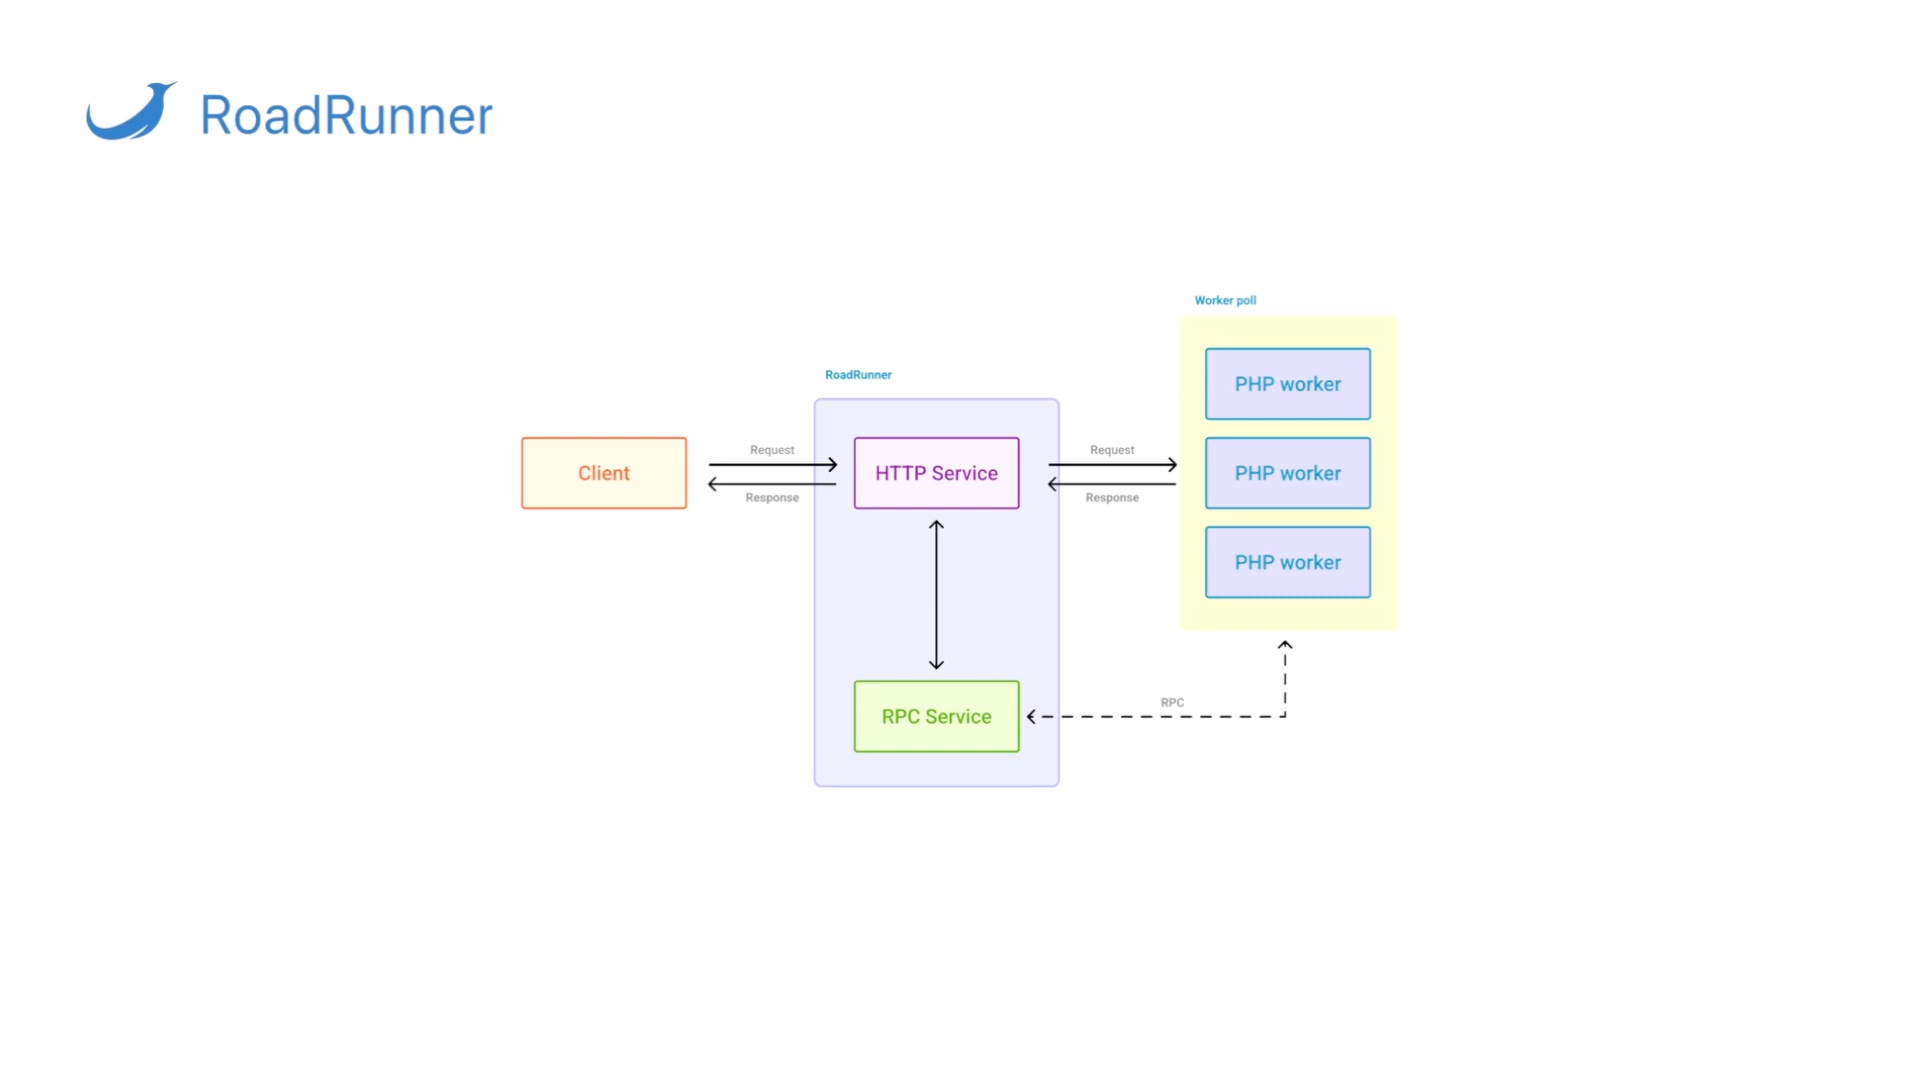 RoadRunner
Worker poll
PHP worker
RoadRunner
Client
Request
Response
HTTP Service
Request
Response
PHP worker
PHP worker
RPC Service
RPC